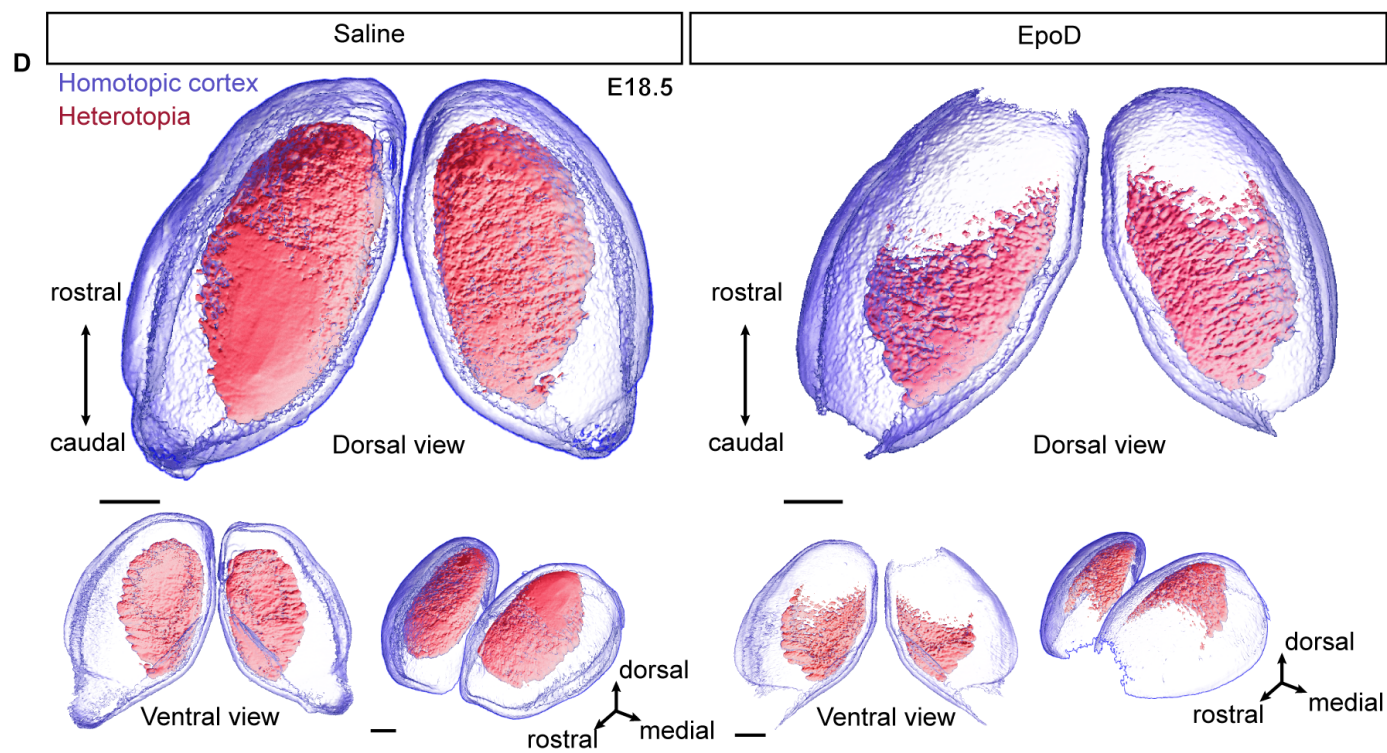 Saline
EpoD
D
Homotopic cortex
Heterotopia
E18.5
rostral
caudal
Dorsal view
rostral
caudal
Dorsal view
Ventral view
dorsal
rostral
medial
Ventral view
dorsal
rostral
medial